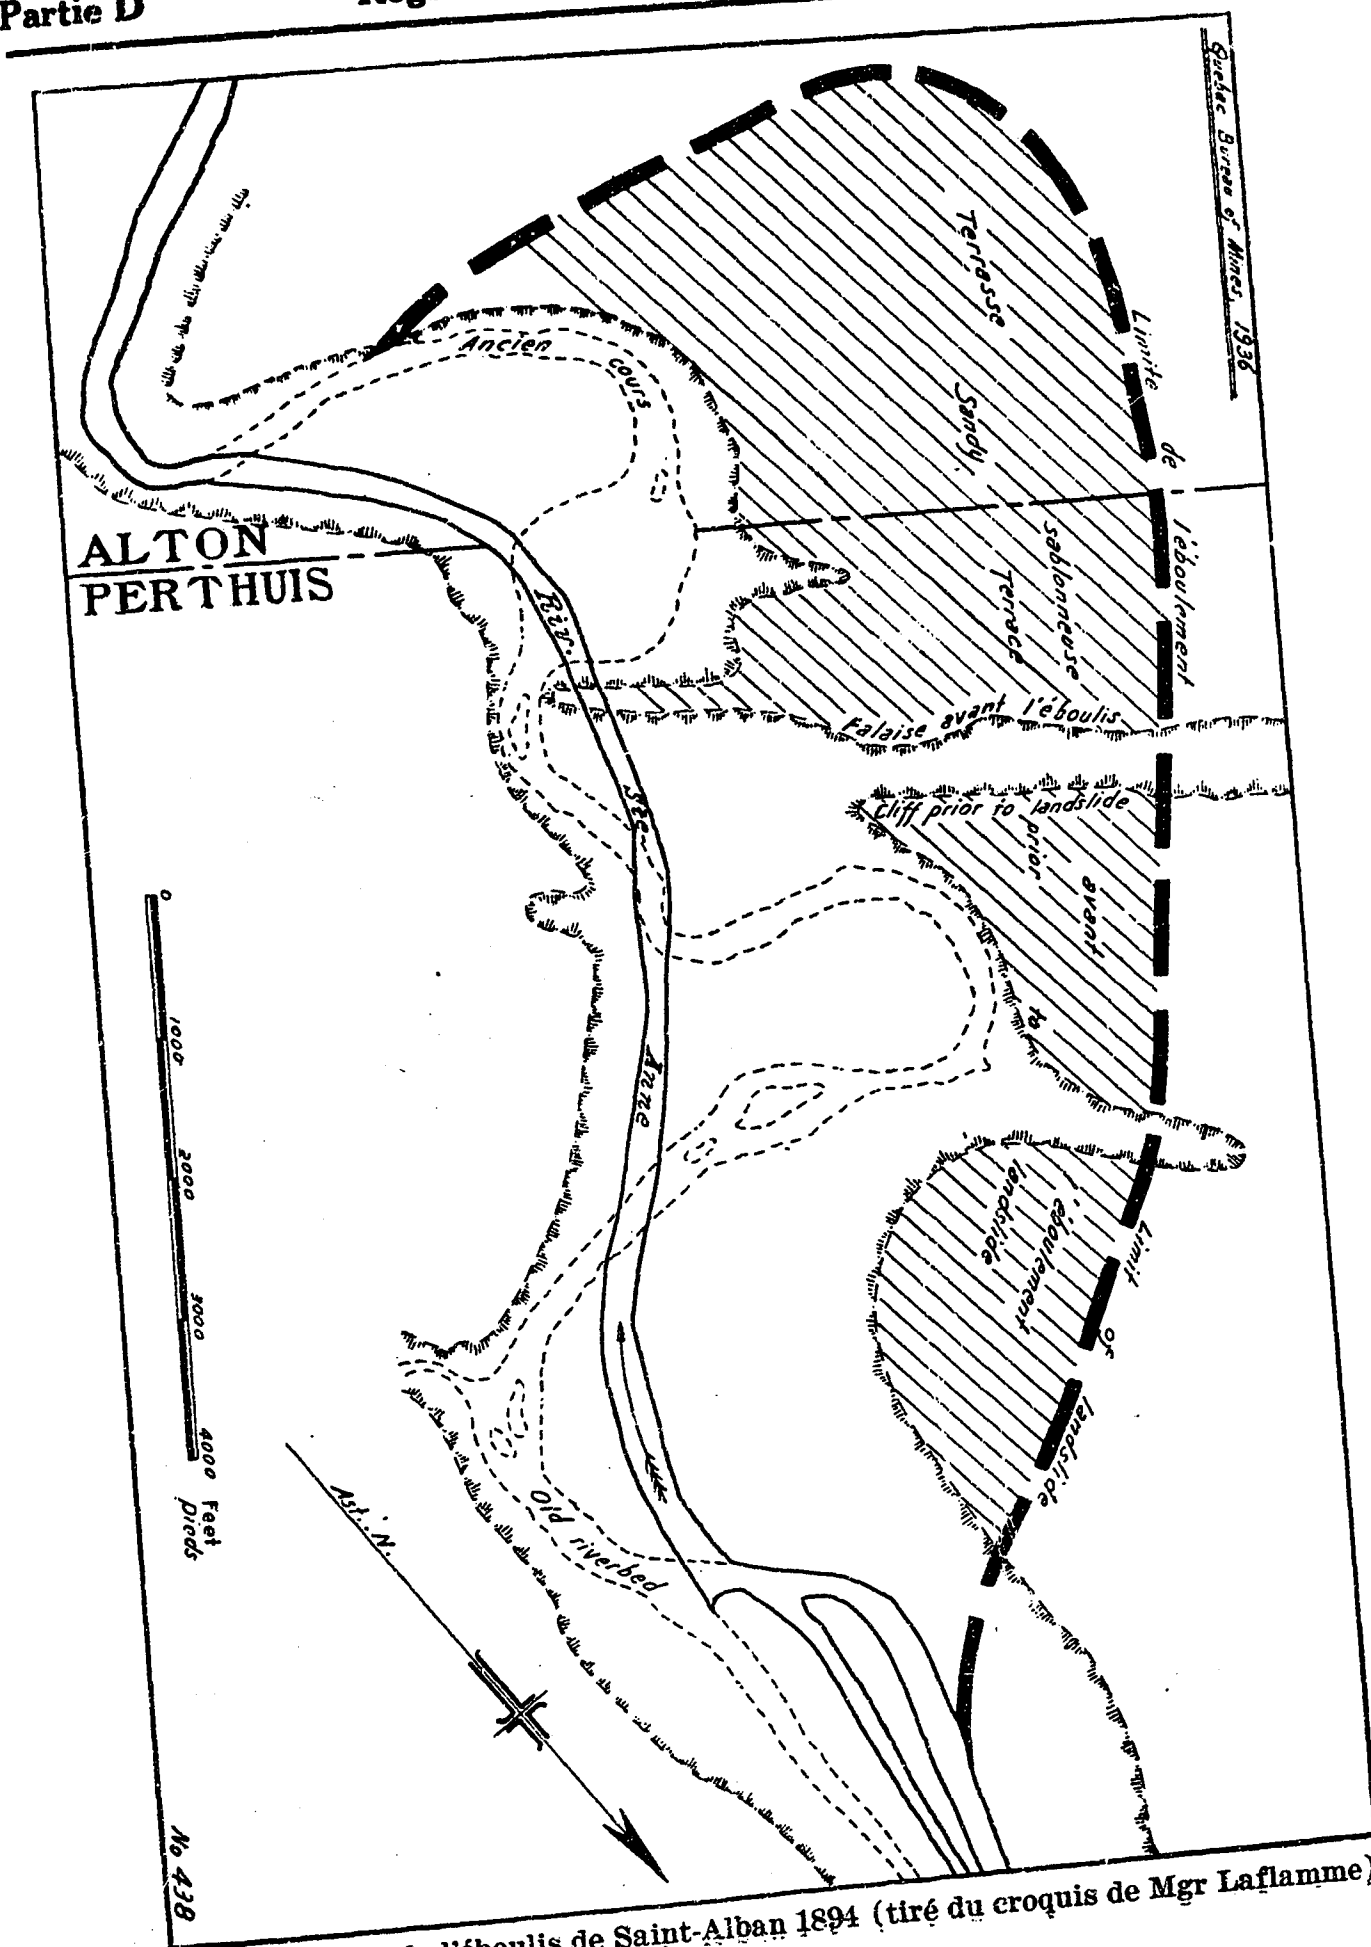 Partie D
Quebec Bureau of Mines, 1936
Limite de l'éboulement
Terrasse sablonneuse avant éboulement
Sandy Terrace prior to landslide
Ancien cours
ALTON
PERTHUIS
Riv. Ste. Anne
Falaise avant l'éboulis
Cliff prior to landslide
Limit of landslide
0 1000 2000 3000 4000 Feet
pieds
Old riverbed
Ast. N.
No 438
l'éboulis de Saint-Alban 1894 (tiré du croquis de Mgr Laflamme)